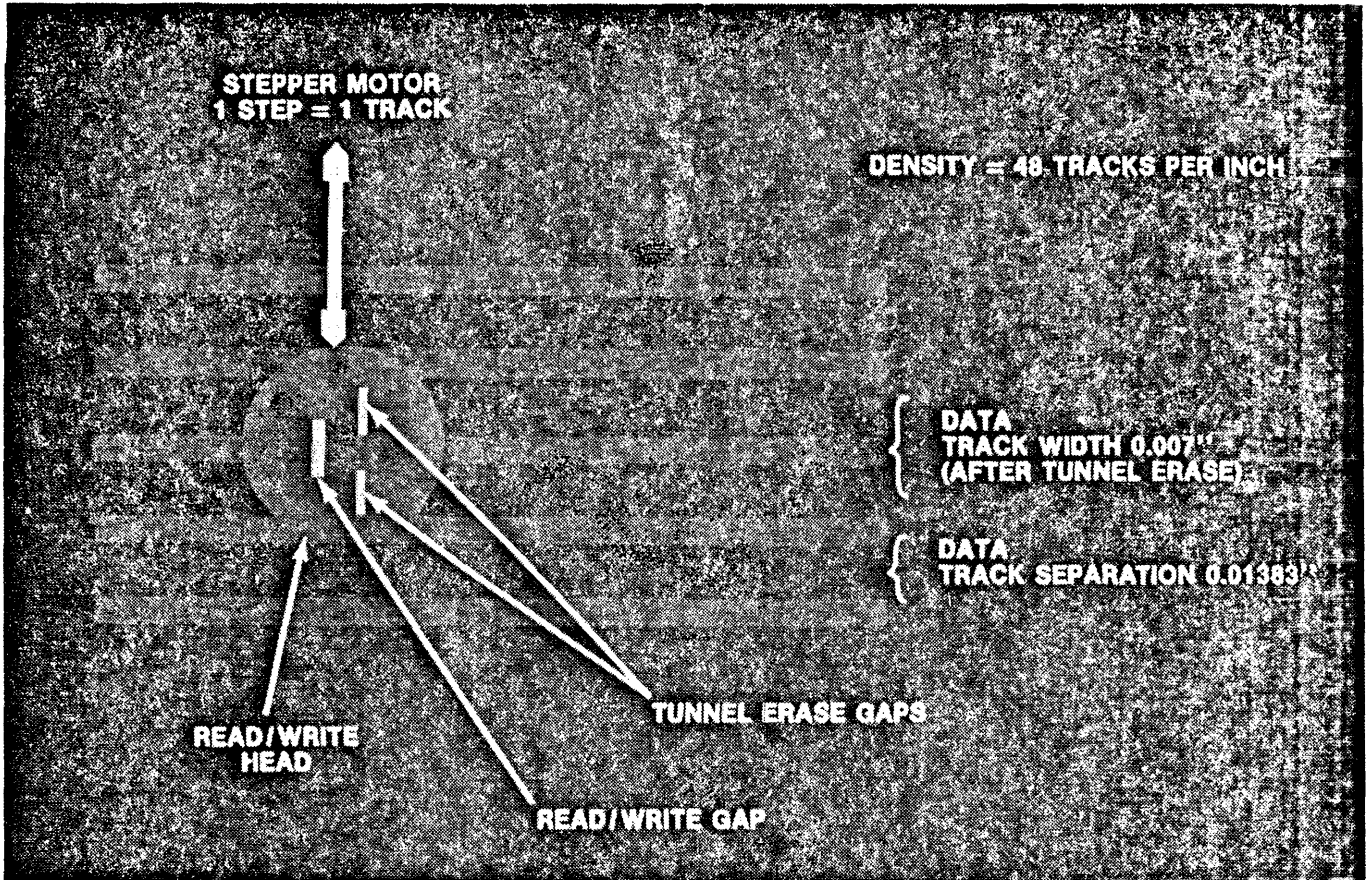 STEPPER MOTOR
1 STEP = 1 TRACK
DENSITY = 48 TRACKS PER INCH
DATA
TRACK WIDTH 0.007"
(AFTER TUNNEL ERASE)
DATA
TRACK SEPARATION 0.01383"
TUNNEL ERASE GAPS
READ/WRITE
HEAD
READ/WRITE GAP